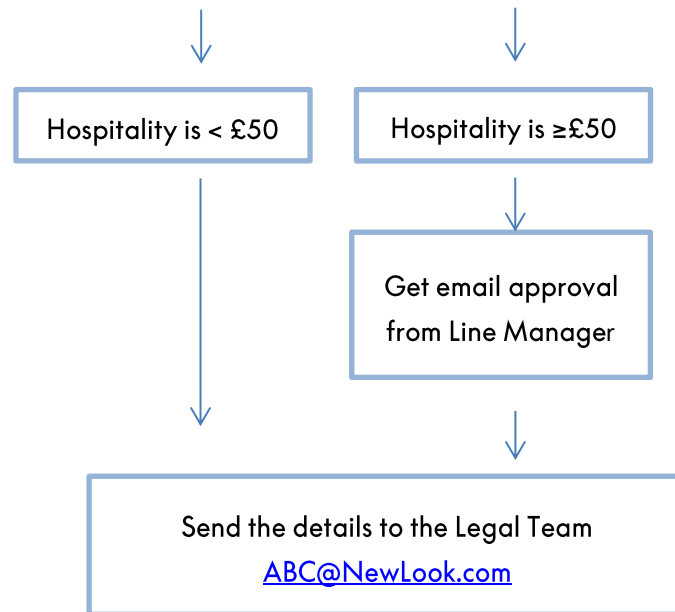 Hospitality is < £50
Hospitality is ≥£50
Get email approval
from Line Manager
Send the details to the Legal Team
ABC@NewLook.com